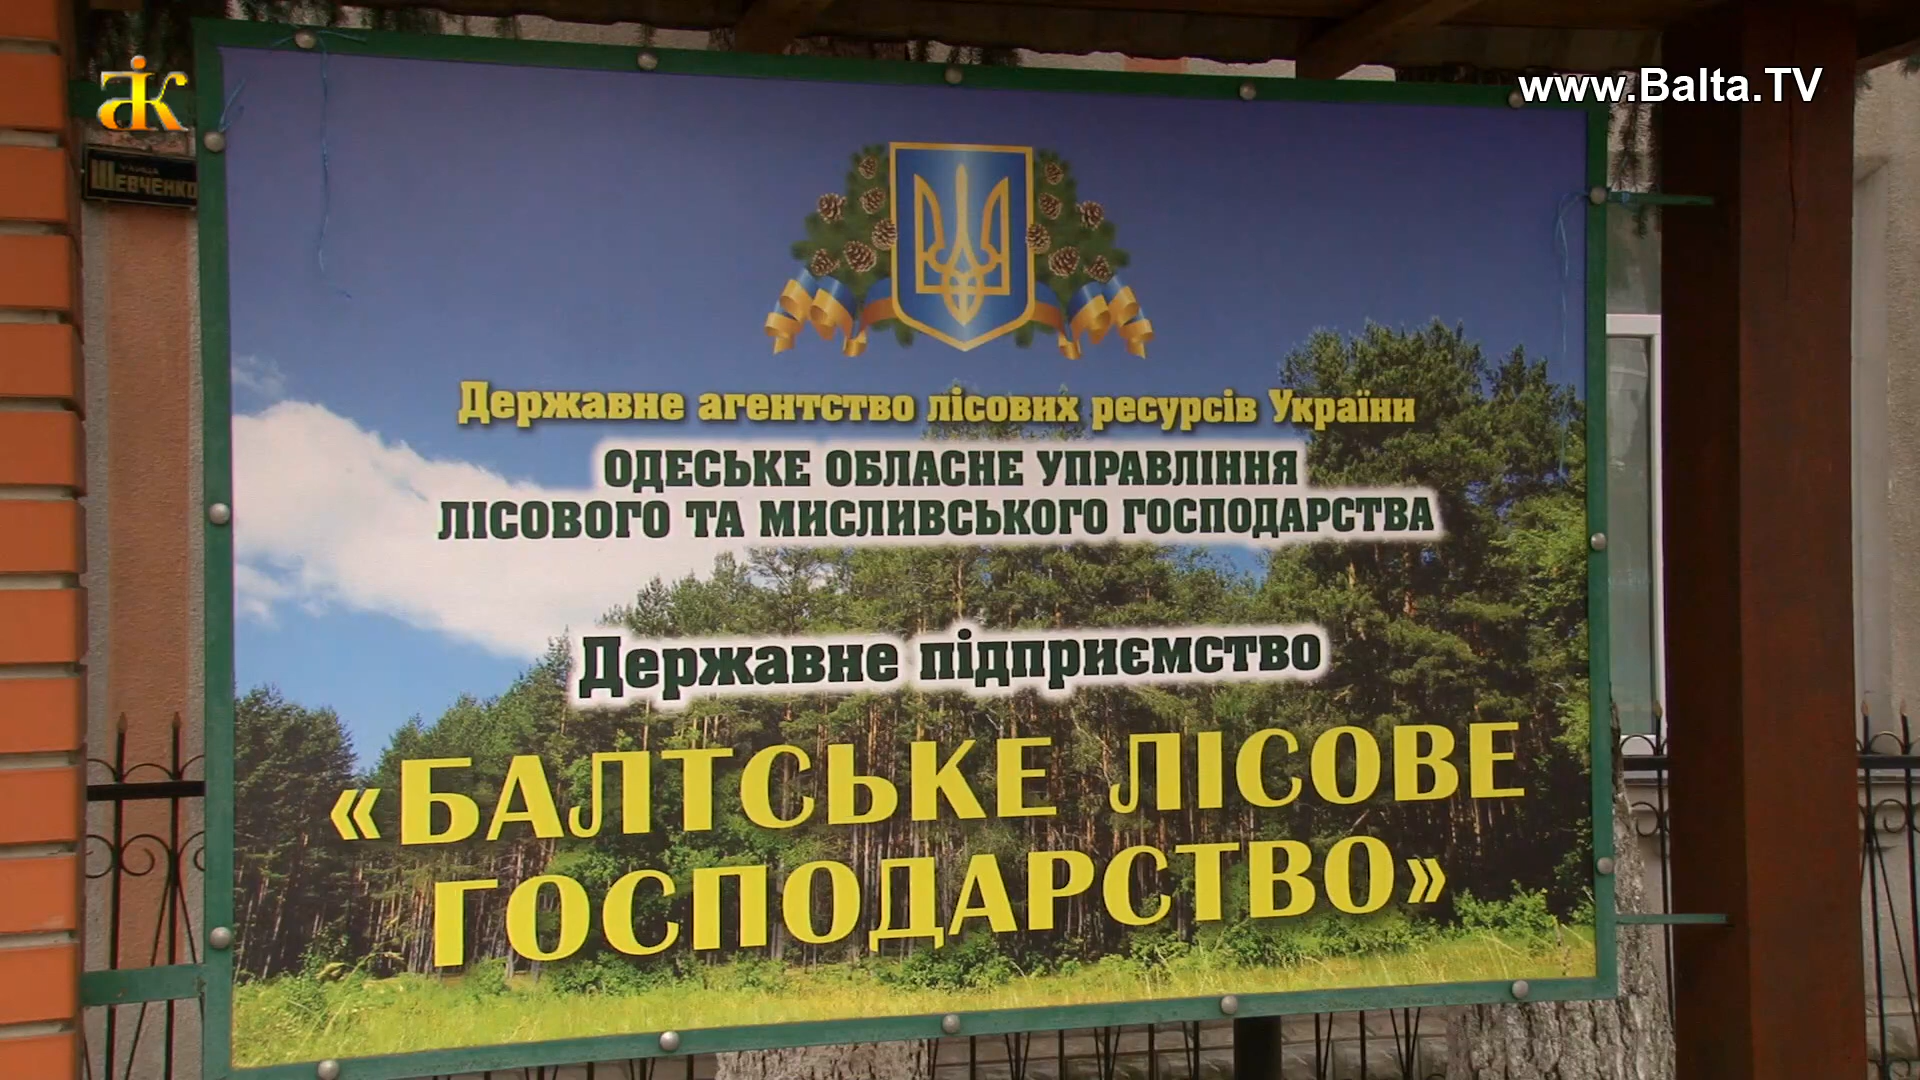 www.Balta.TV
УЛИЦА
ШЕВЧЕНКО
Державне агентство лісових ресурсів України
ОДЕСЬКЕ ОБЛАСНЕ УПРАВЛІННЯ
ЛІСОВОГО ТА МИСЛИВСЬКОГО ГОСПОДАРСТВА
Державне підприємство
«БАЛТСЬКЕ ЛІСОВЕ
ГОСПОДАРСТВО»